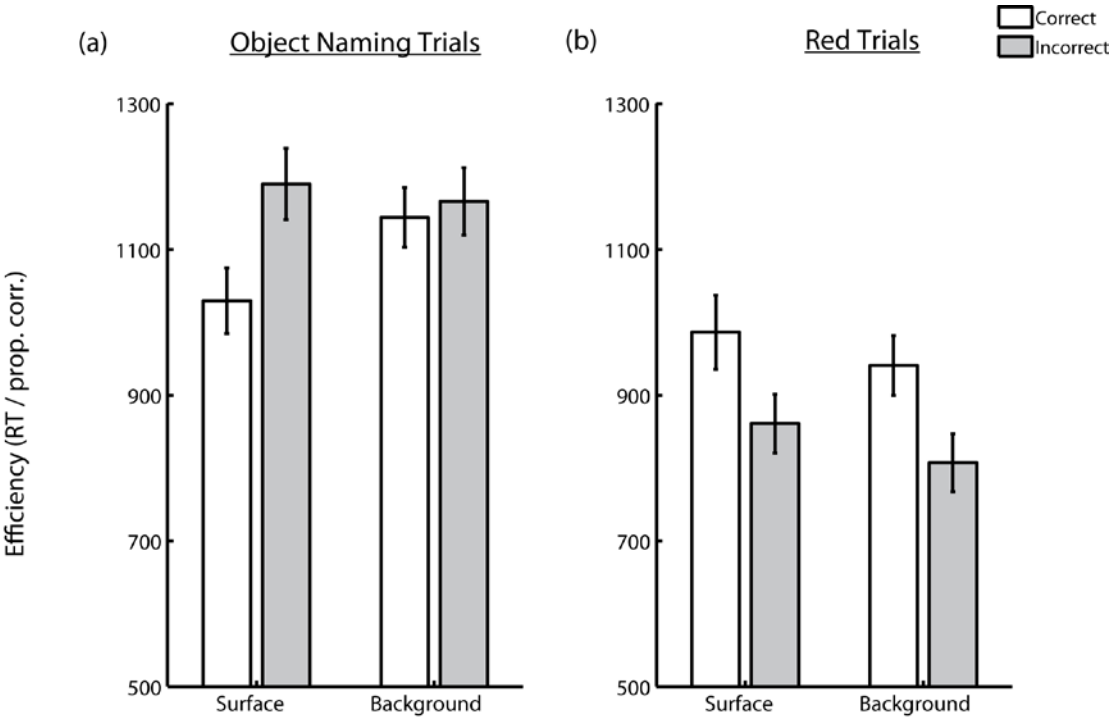 (a)
Object Naming Trials
(b)
Red Trials
Correct
Incorrect
Efficiency (RT / prop. corr.)
1300
1100
900
700
500
Surface
Background
1300
1100
900
700
500
Surface
Background